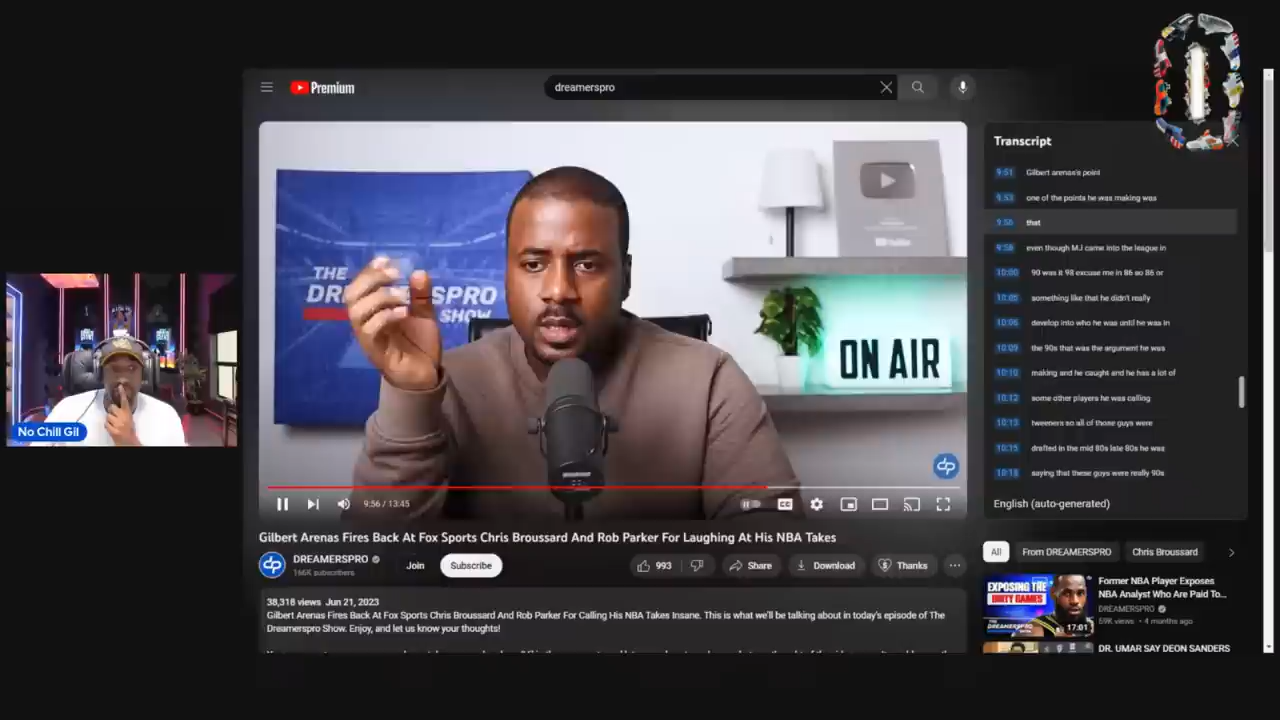 Premium
dreamerspro
Transcript
9:51 Gilbert arenas's point
9:53 one of the points he was making was
9:56 that
9:58 even though MJ came into the league in
10:00 90 was it 98 excuse me in 86 so 86 or
10:05 something like that he didn't really
10:06 develop into who he was until he was in
10:09 the 90s that was the argument he was
10:10 making and he caught and he has a lot of
10:12 some other players he was calling
10:13 tweeners so all of those guys were
10:15 drafted in the mid 80s late 80s he was
10:18 saying that these guys were really 90s
English (auto-generated)
THE
DREAMERSPRO
SHOW
ON AIR
dp
No Chill Gil
9:56 / 13:45
CC
Gilbert Arenas Fires Back At Fox Sports Chris Broussard And Rob Parker For Laughing At His NBA Takes
dp
DREAMERSPRO
166K subscribers
Join
Subscribe
993
Share
Download
Thanks
38,316 views Jun 21, 2023
Gilbert Arenas Fires Back At Fox Sports Chris Broussard And Rob Parker For Calling His NBA Takes Insane. This is what we'll be talking about in today's episode of The
Dreamerspro Show. Enjoy, and let us know your thoughts!
All
From DREAMERSPRO
Chris Broussard
EXPOSING THE
DIRTY GAMES
17:01
Former NBA Player Exposes
NBA Analyst Who Are Paid To...
DREAMERSPRO
59K views • 4 months ago
DR. UMAR SAY DEON SANDERS